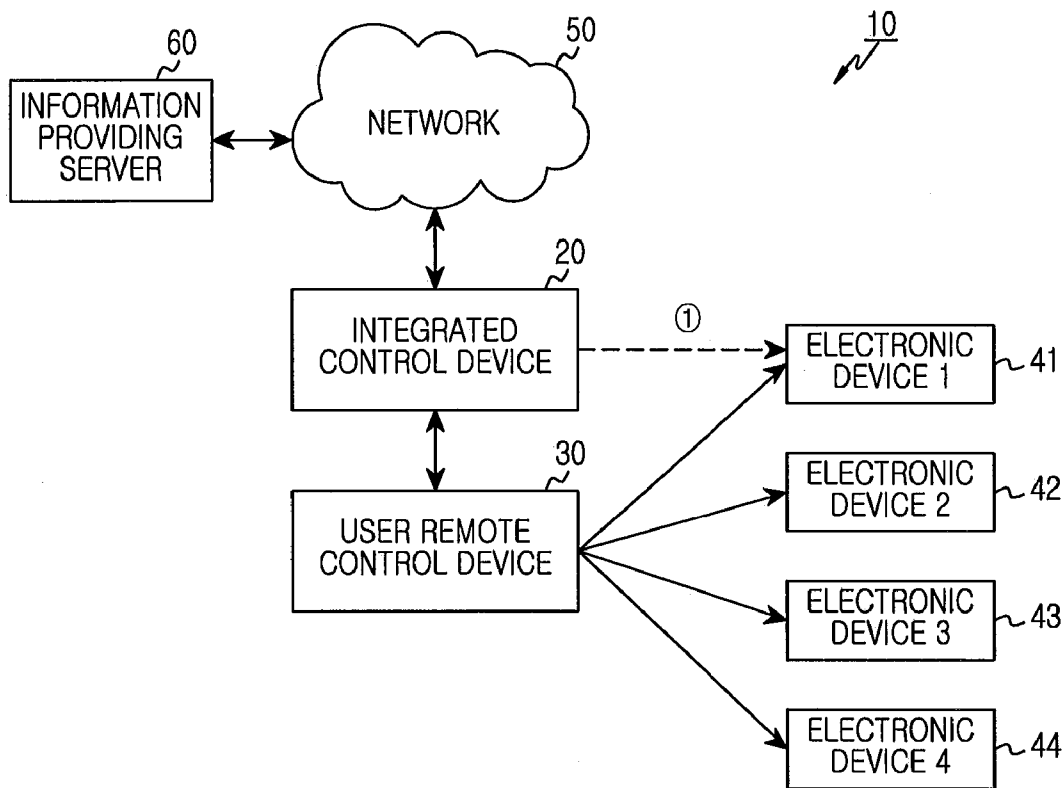 10
60
50
INFORMATION
PROVIDING
SERVER
NETWORK
20
INTEGRATED
CONTROL DEVICE
①
ELECTRONIC
DEVICE 1
41
30
USER REMOTE
CONTROL DEVICE
ELECTRONIC
DEVICE 2
42
ELECTRONIC
DEVICE 3
43
ELECTRONIC
DEVICE 4
44